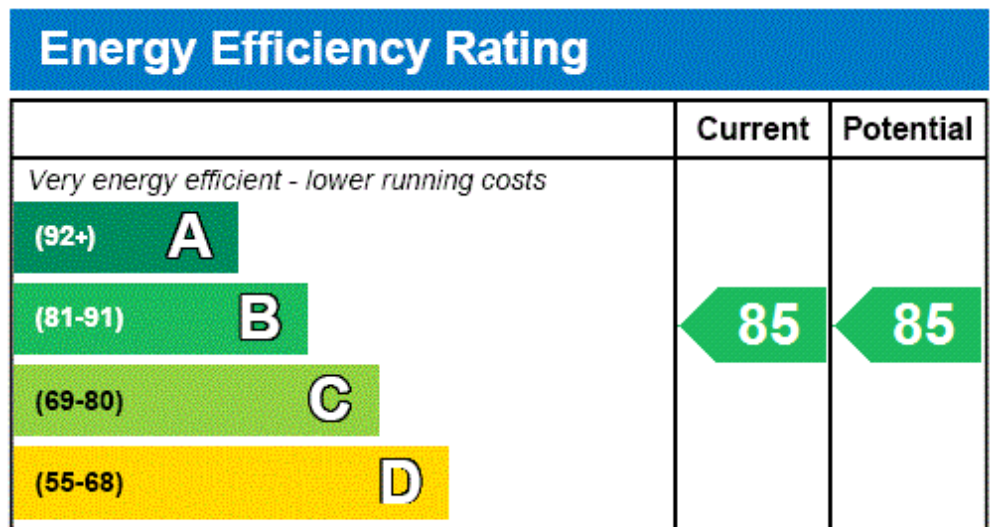 Energy Efficiency Rating
Current Potential
Very energy efficient - lower running costs
(92+) A
(81-91) B 85 85
(69-80) C
(55-68) D